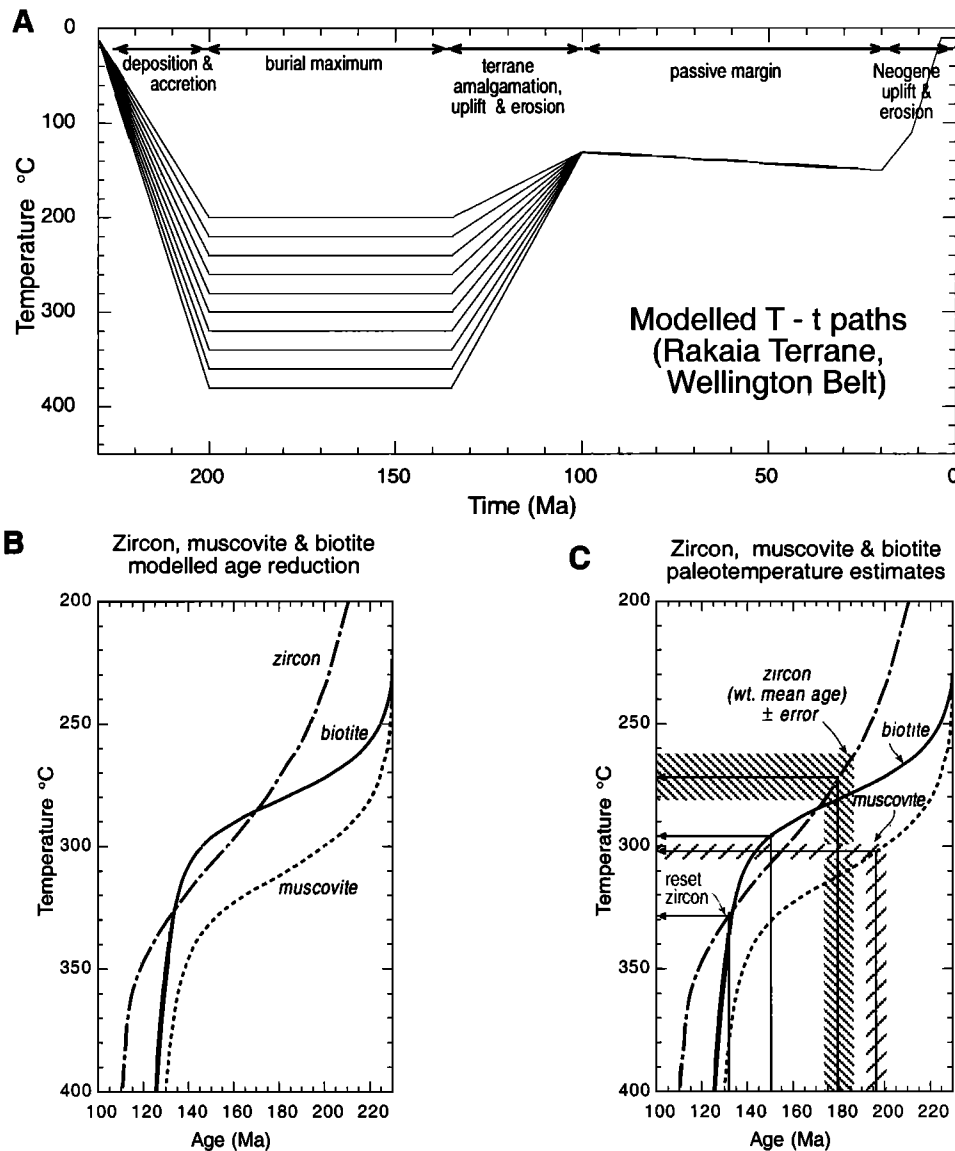 A
0
100
200
300
400
Temperature °C
deposition &
accretion
burial maximum
terrane
amalgamation,
uplift & erosion
passive margin
Neogene
uplift &
erosion
Modelled T - t paths
(Rakaia Terrane,
Wellington Belt)
200
150
100
50
0
Time (Ma)
B
Zircon, muscovite & biotite
modelled age reduction
200
250
300
350
400
Temperature °C
zircon
biotite
muscovite
100 120 140 160 180 200 220
Age (Ma)
C
Zircon, muscovite & biotite
paleotemperature estimates
200
250
300
350
400
Temperature °C
zircon
(wt. mean age)
± error
biotite
muscovite
reset
zircon
100 120 140 160 180 200 220
Age (Ma)